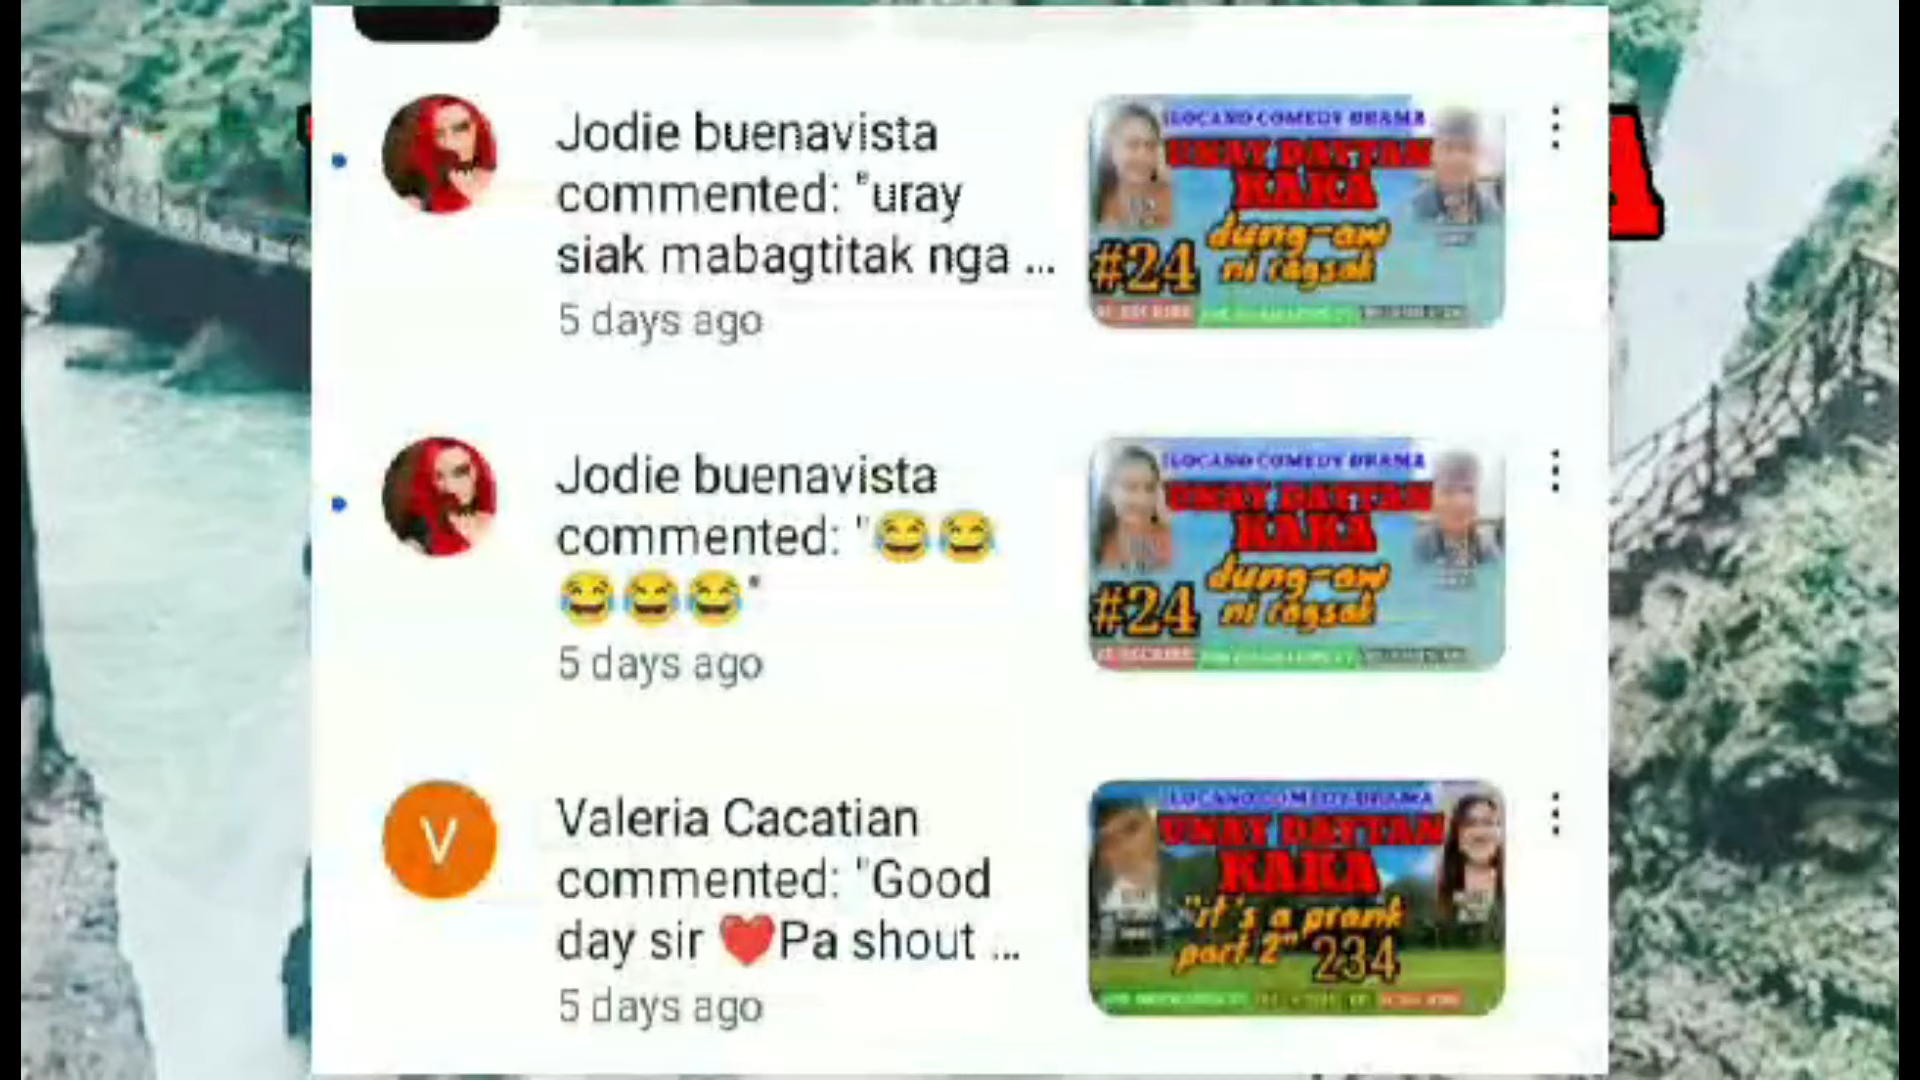 Jodie buenavista
commented: "uray
siak mabagtitak nga ...
5 days ago
ILOCANO COMEDY DRAMA
UNAY DAYTAN
KAKA
dung-aw
ni ragsak
#24
A
Jodie buenavista
commented: "😂😂
😂😂😂"
5 days ago
ILOCANO COMEDY DRAMA
UNAY DAYTAN
KAKA
dung-aw
ni ragsak
#24
V
Valeria Cacatian
commented: "Good
day sir ❤️Pa shout ...
5 days ago
ILOCANO COMEDY DRAMA
UNAY DAYTAN
KAKA
"it's a prank
part 2" 234